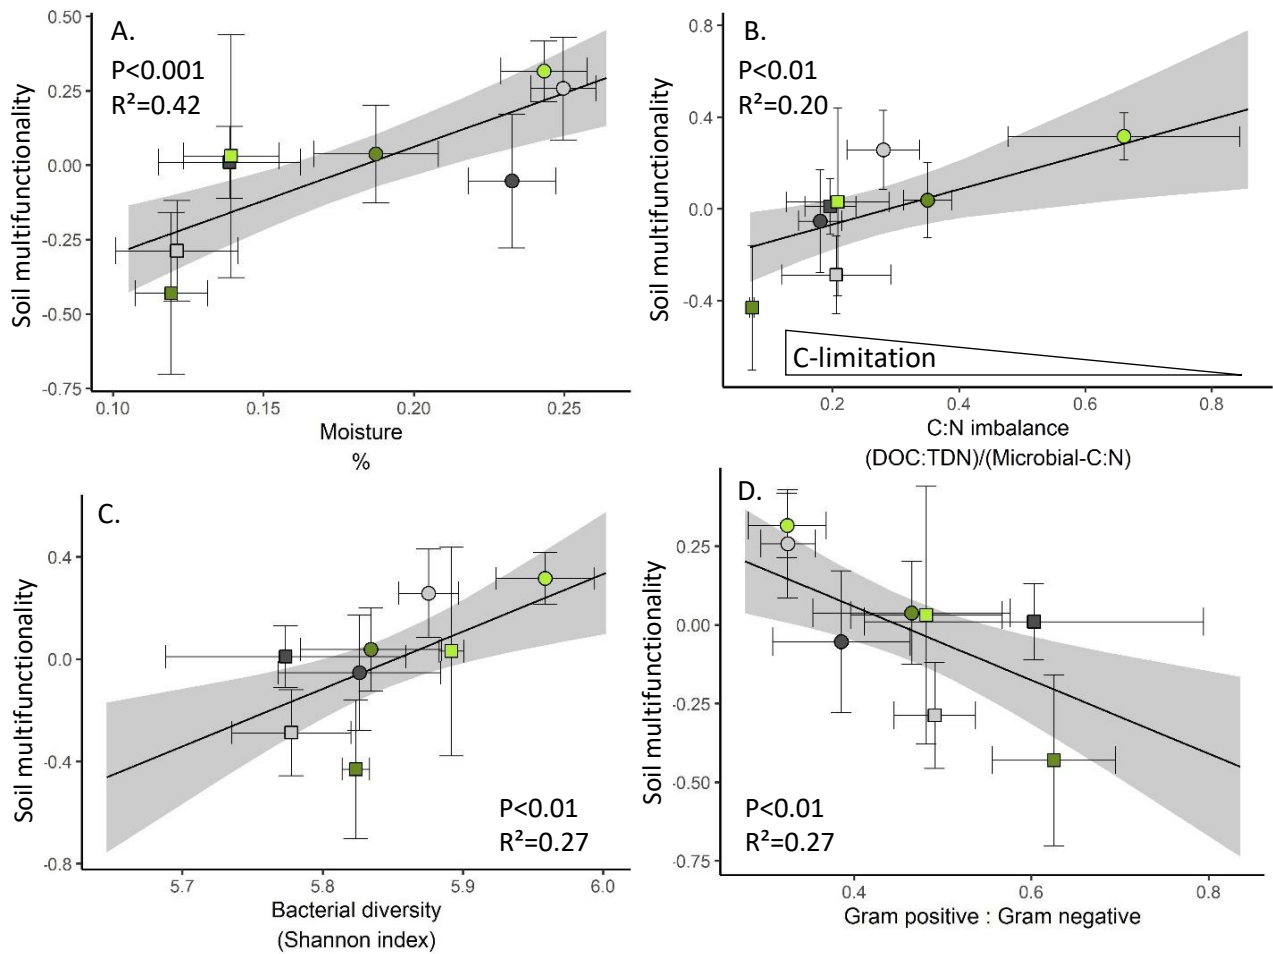 A.
P<0.001
R²=0.42
Soil multifunctionality
0.50
0.25
0.00
-0.25
-0.50
-0.75
0.10
0.15
0.20
0.25
Moisture
%
B.
P<0.01
R²=0.20
Soil multifunctionality
0.8
0.4
0.0
-0.4
C-limitation
0.2
0.4
0.6
0.8
C:N imbalance
(DOC:TDN)/(Microbial-C:N)
C.
Soil multifunctionality
0.4
0.0
-0.4
-0.8
P<0.01
R²=0.27
5.7
5.8
5.9
6.0
Bacterial diversity
(Shannon index)
D.
Soil multifunctionality
0.25
0.00
-0.25
-0.50
-0.75
P<0.01
R²=0.27
0.4
0.6
0.8
Gram positive : Gram negative